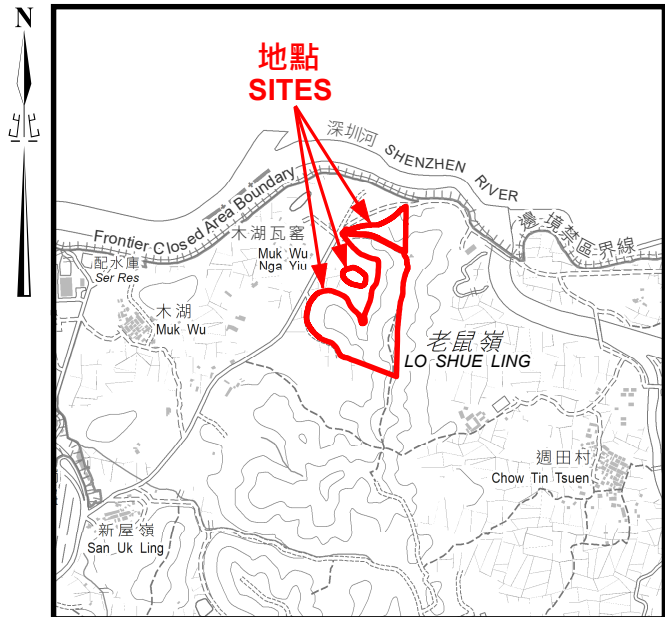 N
北
地點
SITES
深圳河 SHENZHEN RIVER
Frontier Closed Area Boundary
邊境禁區界線
木湖瓦窰
Muk Wu
Nga Yiu
配水庫
Ser Res
木湖
Muk Wu
老鼠嶺
LO SHUE LING
週田村
Chow Tin Tsuen
新屋嶺
San Uk Ling